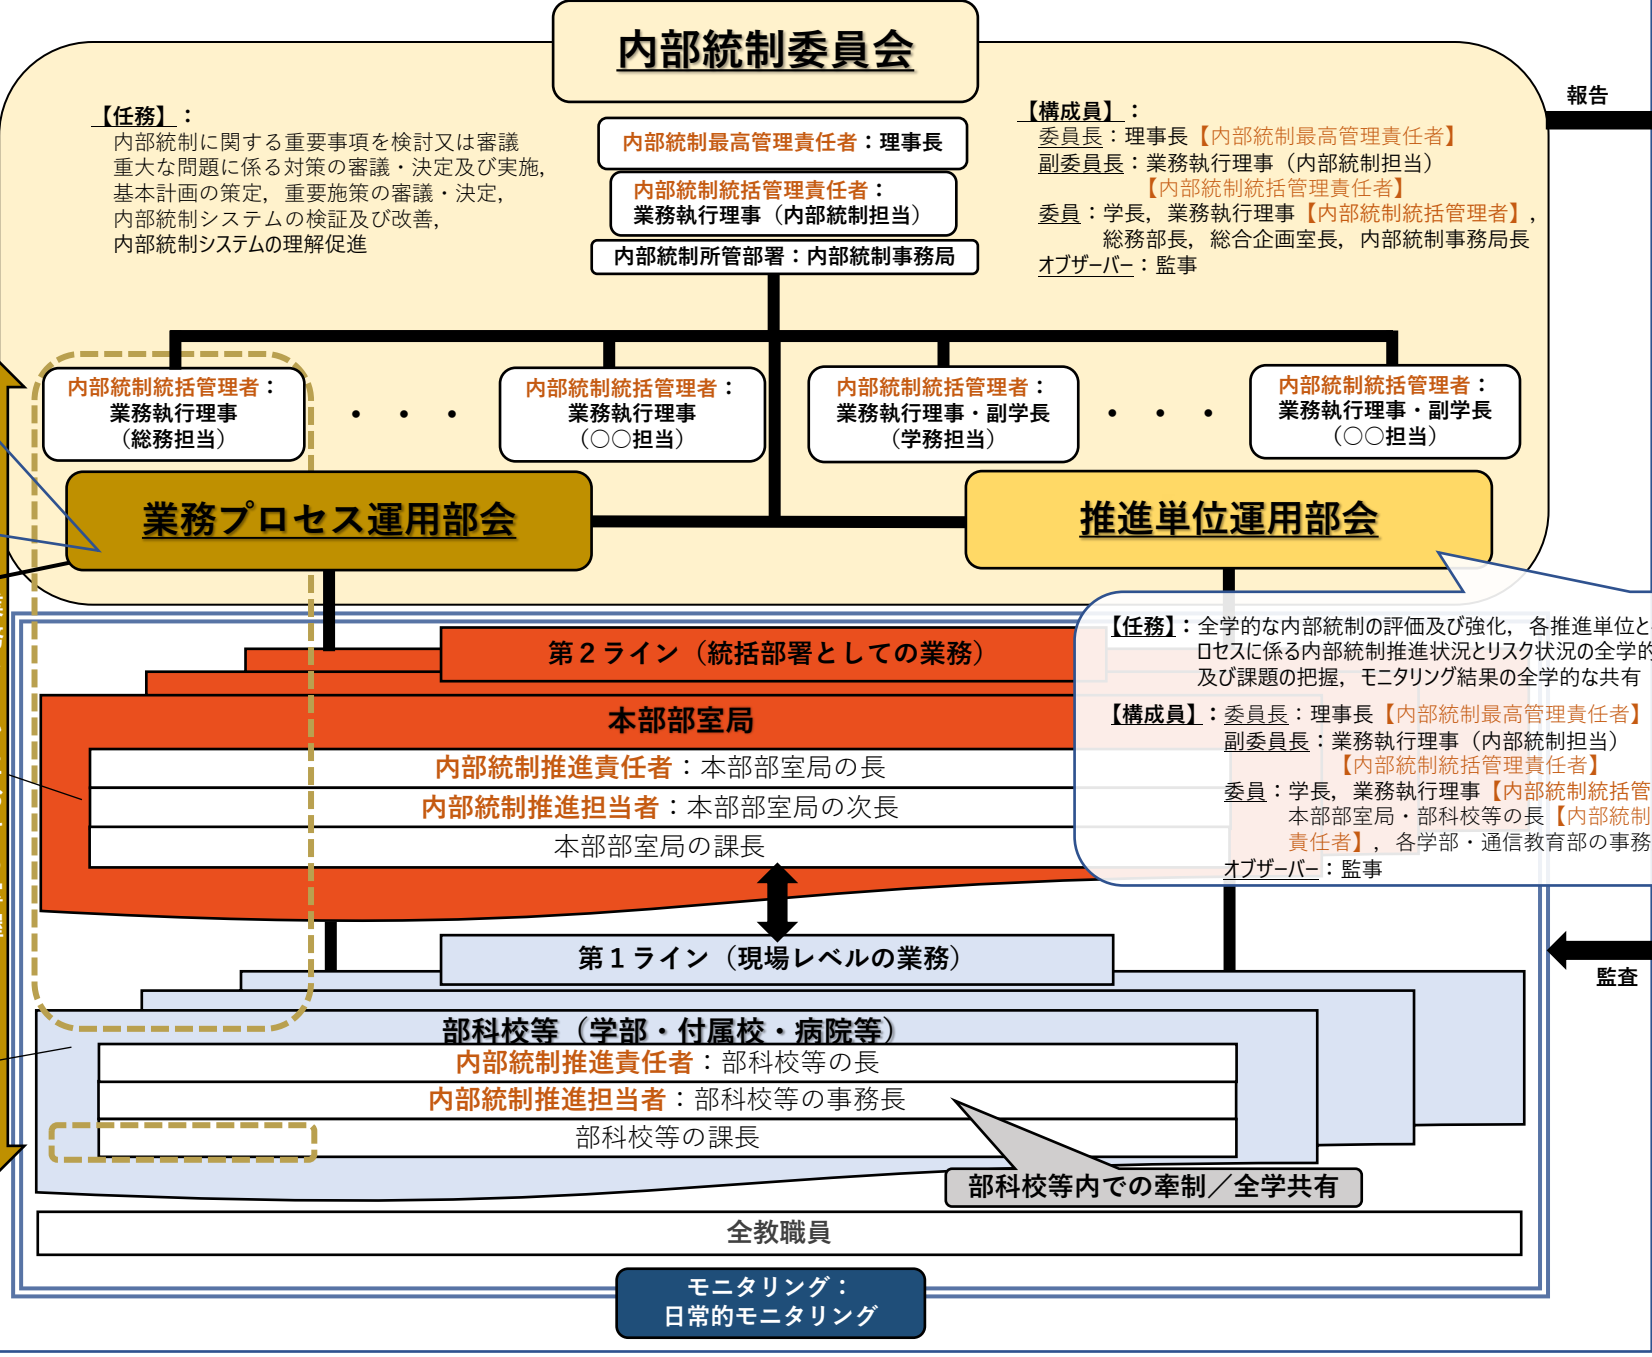 内部統制委員会
報告
【任務】：
内部統制に関する重要事項を検討又は審議
重大な問題に係る対策の審議・決定及び実施，
基本計画の策定，重要施策の審議・決定，
内部統制システムの検証及び改善，
内部統制システムの理解促進
内部統制最高管理責任者：理事長
内部統制統括管理責任者：
業務執行理事（内部統制担当）
内部統制所管部署：内部統制事務局
【構成員】：
委員長：理事長【内部統制最高管理責任者】
副委員長：業務執行理事（内部統制担当）
【内部統制統括管理責任者】
委員：学長，業務執行理事【内部統制統括管理者】，
総務部長，総合企画室長，内部統制事務局長
オブザーバー：監事
内部統制統括管理者：
業務執行理事
（総務担当）
・ ・ ・
内部統制統括管理者：
業務執行理事
（○○担当）
内部統制統括管理者：
業務執行理事・副学長
（学務担当）
・ ・ ・
内部統制統括管理者：
業務執行理事・副学長
（○○担当）
業務プロセス運用部会
推進単位運用部会
【任務】：全学的な内部統制の評価及び強化，各推進単位と
ロセスに係る内部統制推進状況とリスク状況の全学的
及び課題の把握，モニタリング結果の全学的な共有
【構成員】：委員長：理事長【内部統制最高管理責任者】
副委員長：業務執行理事（内部統制担当）
【内部統制統括管理責任者】
委員：学長，業務執行理事【内部統制統括管
本部部室局・部科校等の長【内部統制
責任者】，各学部・通信教育部の事務
オブザーバー：監事
第２ライン（統括部署としての業務）
本部部室局
内部統制推進責任者：本部部室局の長
内部統制推進担当者：本部部室局の次長
本部部室局の課長
第１ライン（現場レベルの業務）
監査
部科校等（学部・付属校・病院等）
内部統制推進責任者：部科校等の長
内部統制推進担当者：部科校等の事務長
部科校等の課長
部科校等内での牽制／全学共有
全教職員
モニタリング：
日常的モニタリング